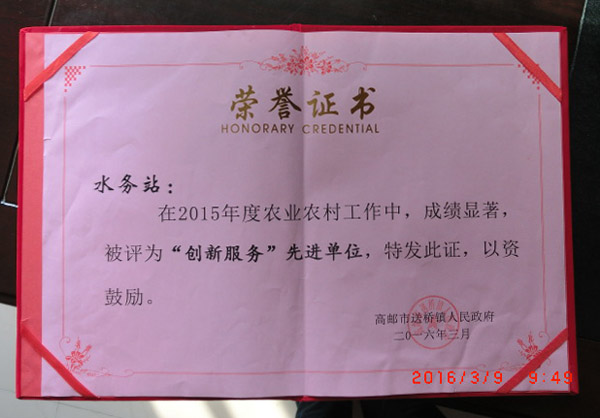 荣誉证书
HONORARY CREDENTIAL
水务站：
在2015年度农业农村工作中，成绩显著，
被评为“创新服务”先进单位，特发此证，以资
鼓励。
高邮市送桥镇人民政府
二〇一六年三月
2016/3/9 9:49